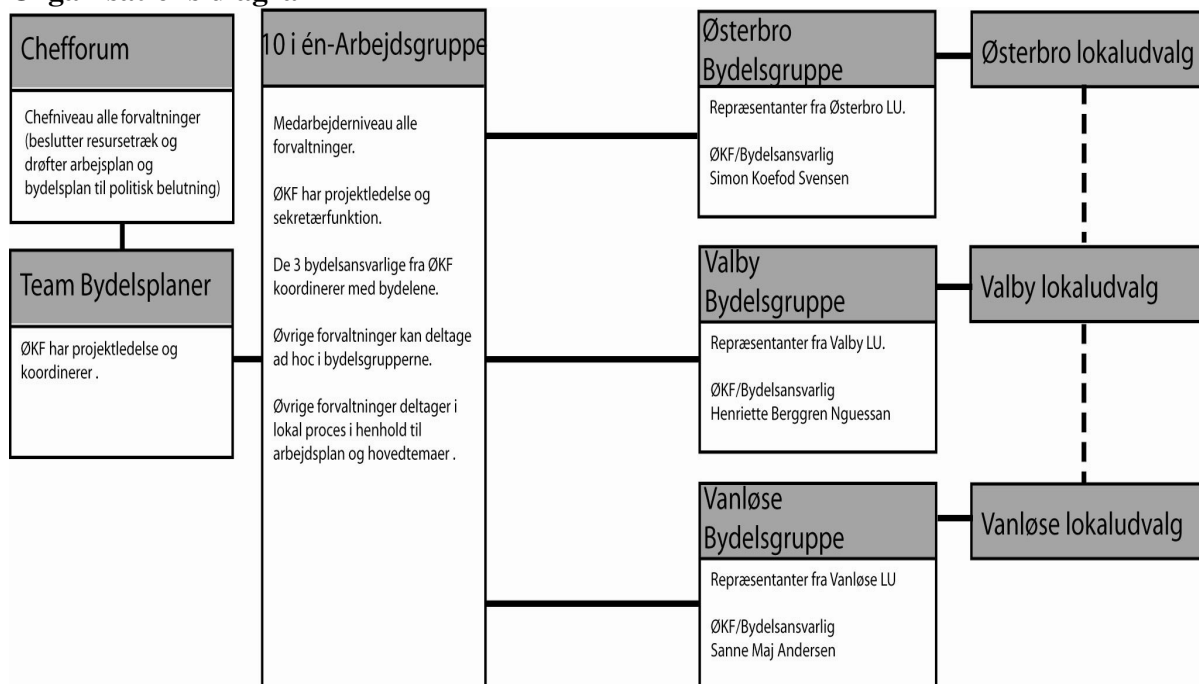 Chefforum
Chefniveau alle forvaltninger
(beslutter resursetræk og
drøfter arbejsplan og
bydelsplan til politisk belutning)
Team Bydelsplaner
ØKF har projektledelse og
koordinerer .
10 i én-Arbejdsgruppe
Medarbejderniveau alle
forvaltninger.
ØKF har projektledelse og
sekretærfunktion.
De 3 bydelsansvarlige fra ØKF
koordinerer med bydelene.
Øvrige forvaltninger kan deltage
ad hoc i bydelsgrupperne.
Øvrige forvaltninger deltager i
lokal proces i henhold til
arbejdsplan og hovedtemaer .
Østerbro
Bydelsgruppe
Repræsentanter fra Østerbro LU.
ØKF/Bydelsansvarlig
Simon Koefod Svensen
Østerbro lokaludvalg
Valby
Bydelsgruppe
Repræsentanter fra Valby LU.
ØKF/Bydelsansvarlig
Henriette Berggren Nguessan
Valby lokaludvalg
Vanløse
Bydelsgruppe
Repræsentanter fra Vanløse LU
ØKF/Bydelsansvarlig
Sanne Maj Andersen
Vanløse lokaludvalg